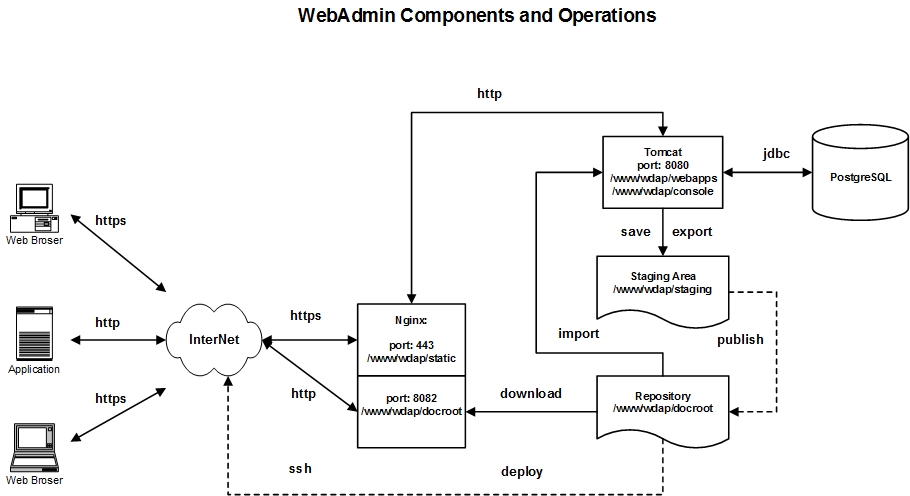 WebAdmin Components and Operations
http
Tomcat
port: 8080
/www/wdap/webapps
/www/wdap/console
jdbc
PostgreSQL
https
Web Broser
save
export
Staging Area
/www/wdap/staging
http
Application
InterNet
https
Nginx:
port: 443
/www/wdap/static
import
publish
https
http
port: 8082
/www/wdap/docroot
download
Repository
/www/wdap/docroot
Web Broser
ssh
deploy